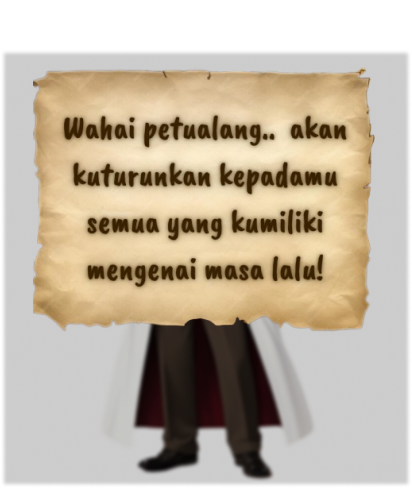 Wahai petualang.. akan
kuturunkan kepadamu
semua yang kumiliki
mengenai masa lalu!